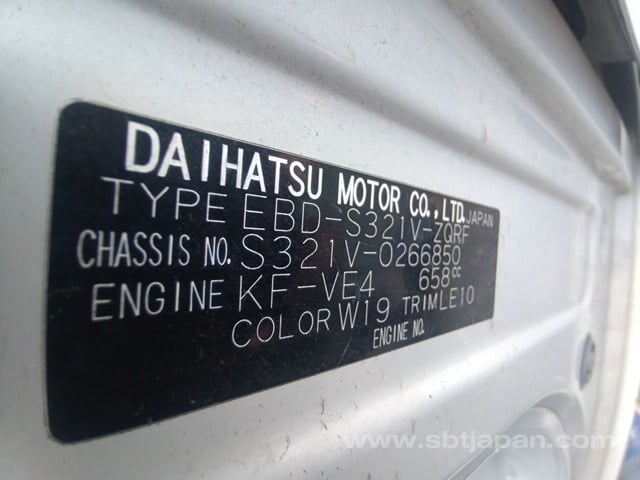 DAIHATSU MOTOR CO.,LTD. JAPAN
TYPE EBD-S321V-ZQRF
CHASSIS NO. S321V-0266850
ENGINE KF-VE4 658cc
COLOR W19 TRIM LE10
ENGINE NO.
www.sbtjapan.com